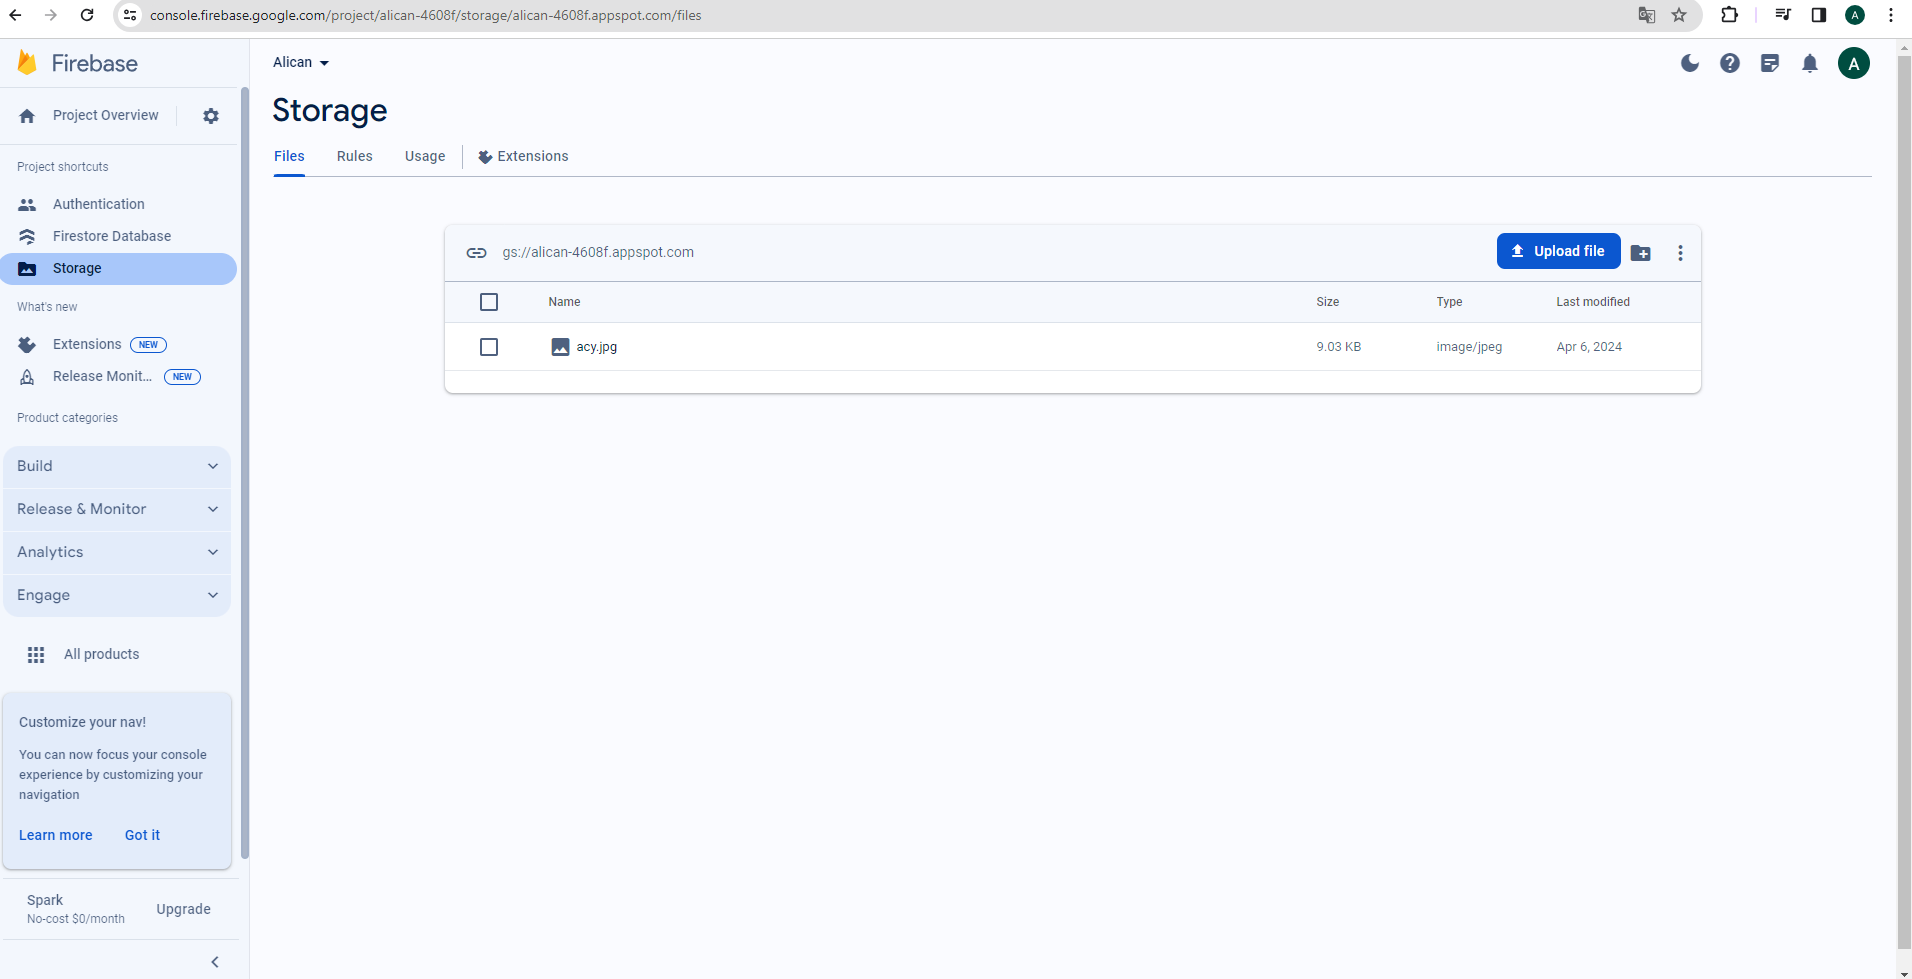 console.firebase.google.com/project/alican-4608f/storage/alican-4608f.appspot.com/files
A
Firebase
Alican
A
Project Overview
Storage
Files Rules Usage Extensions
Project shortcuts
Authentication
Firestore Database
Storage
What's new
Extensions NEW
Release Monit... NEW
Product categories
Build
Release & Monitor
Analytics
Engage
All products
Customize your nav!
You can now focus your console
experience by customizing your
navigation
Learn more Got it
Spark
No-cost $0/month
Upgrade
gs://alican-4608f.appspot.com
Upload file
Name Size Type Last modified
acy.jpg 9.03 KB image/jpeg Apr 6, 2024